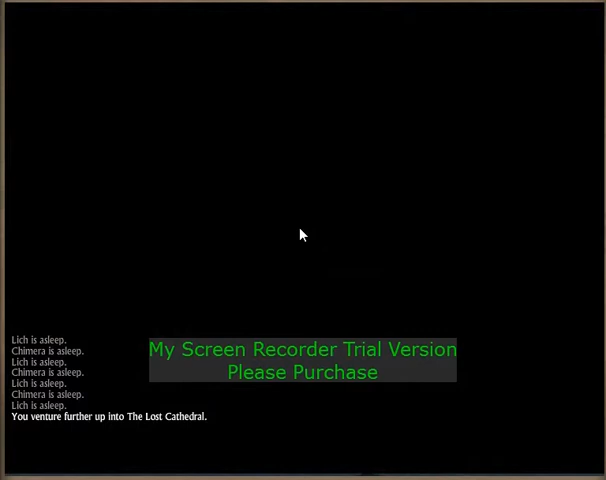 Lich is asleep.
Chimera is asleep.
Lich is asleep.
Chimera is asleep.
Lich is asleep.
Chimera is asleep.
Lich is asleep.
You venture further up into The Lost Cathedral.
My Screen Recorder Trial Version
Please Purchase